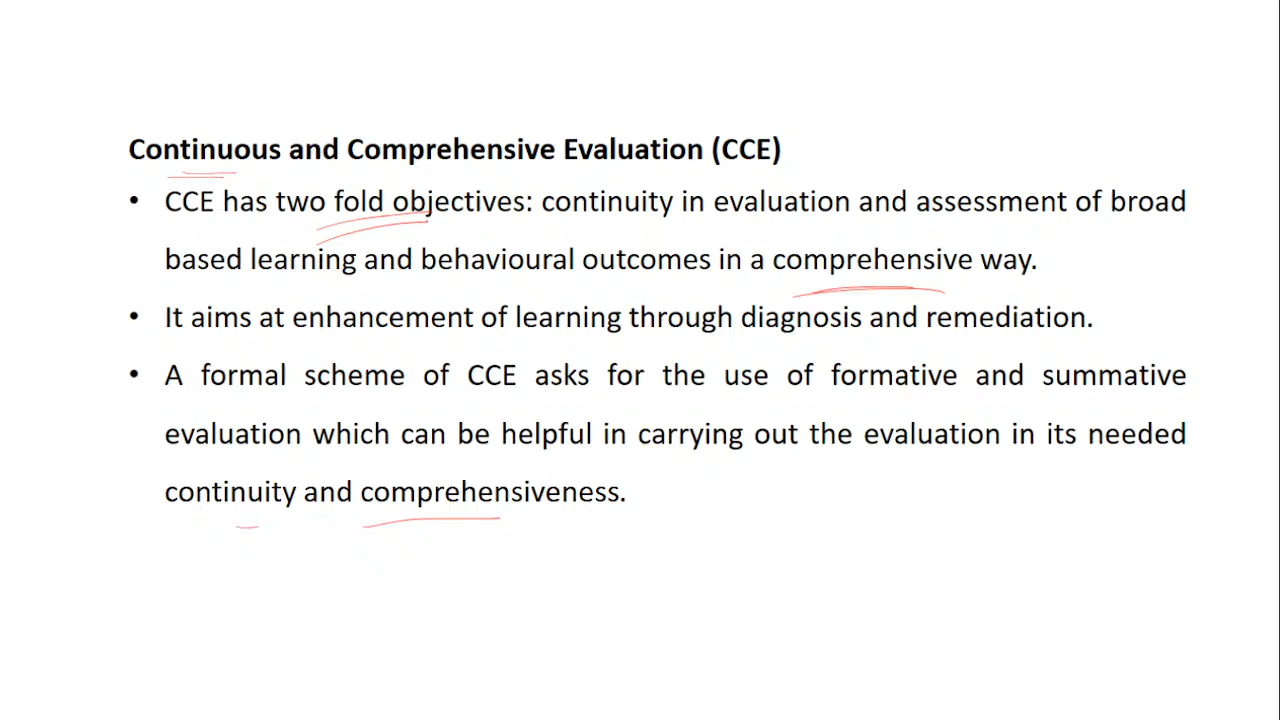 Continuous and Comprehensive Evaluation (CCE)
• CCE has two fold objectives: continuity in evaluation and assessment of broad
based learning and behavioural outcomes in a comprehensive way.
• It aims at enhancement of learning through diagnosis and remediation.
• A formal scheme of CCE asks for the use of formative and summative
evaluation which can be helpful in carrying out the evaluation in its needed
continuity and comprehensiveness.